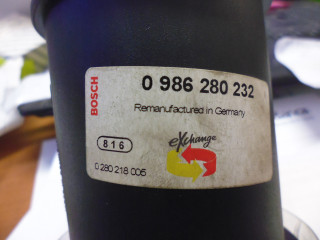 BOSCH
0 986 280 232
Remanufactured in Germany
816
eXchange
0 280 218 005